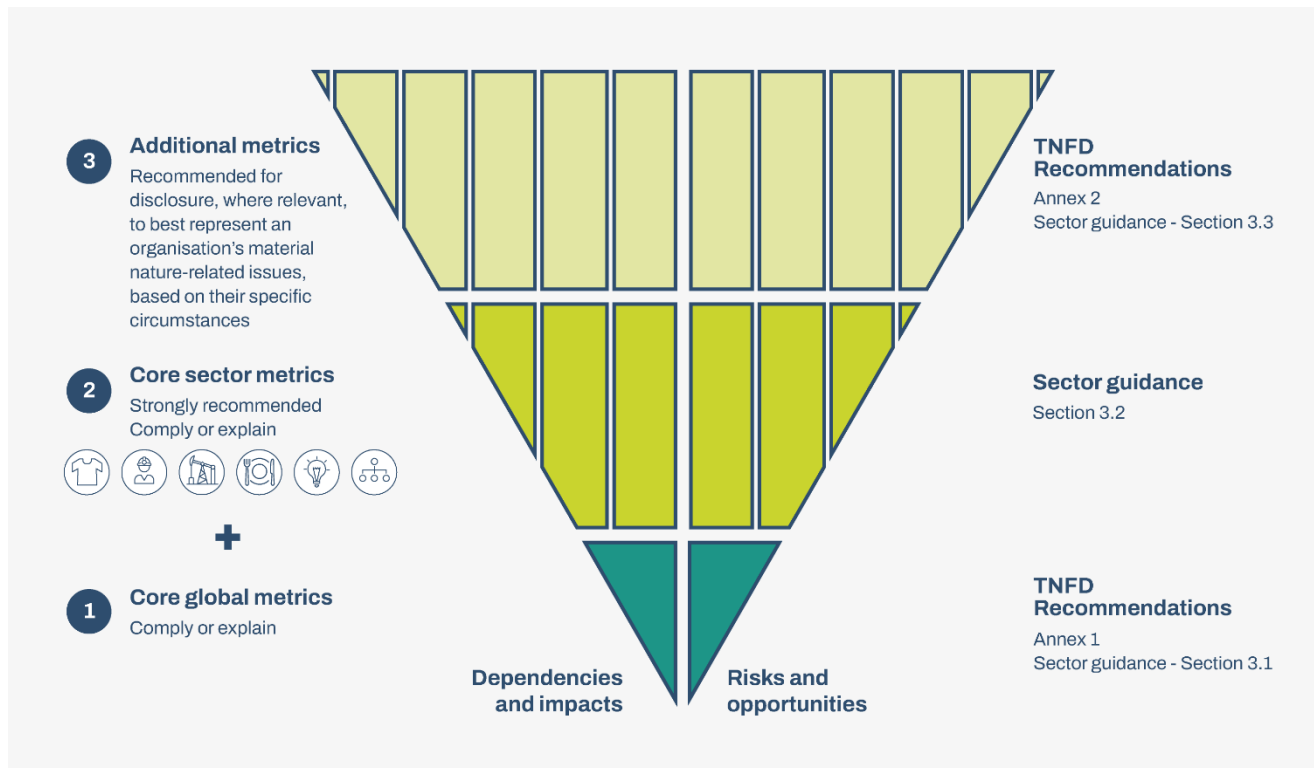 3
Additional metrics
Recommended for
disclosure, where relevant,
to best represent an
organisation’s material
nature-related issues,
based on their specific
circumstances
TNFD
Recommendations
Annex 2
Sector guidance - Section 3.3
2
Core sector metrics
Strongly recommended
Comply or explain
Sector guidance
Section 3.2
+
1
Core global metrics
Comply or explain
TNFD
Recommendations
Annex 1
Sector guidance - Section 3.1
Dependencies
and impacts
Risks and
opportunities